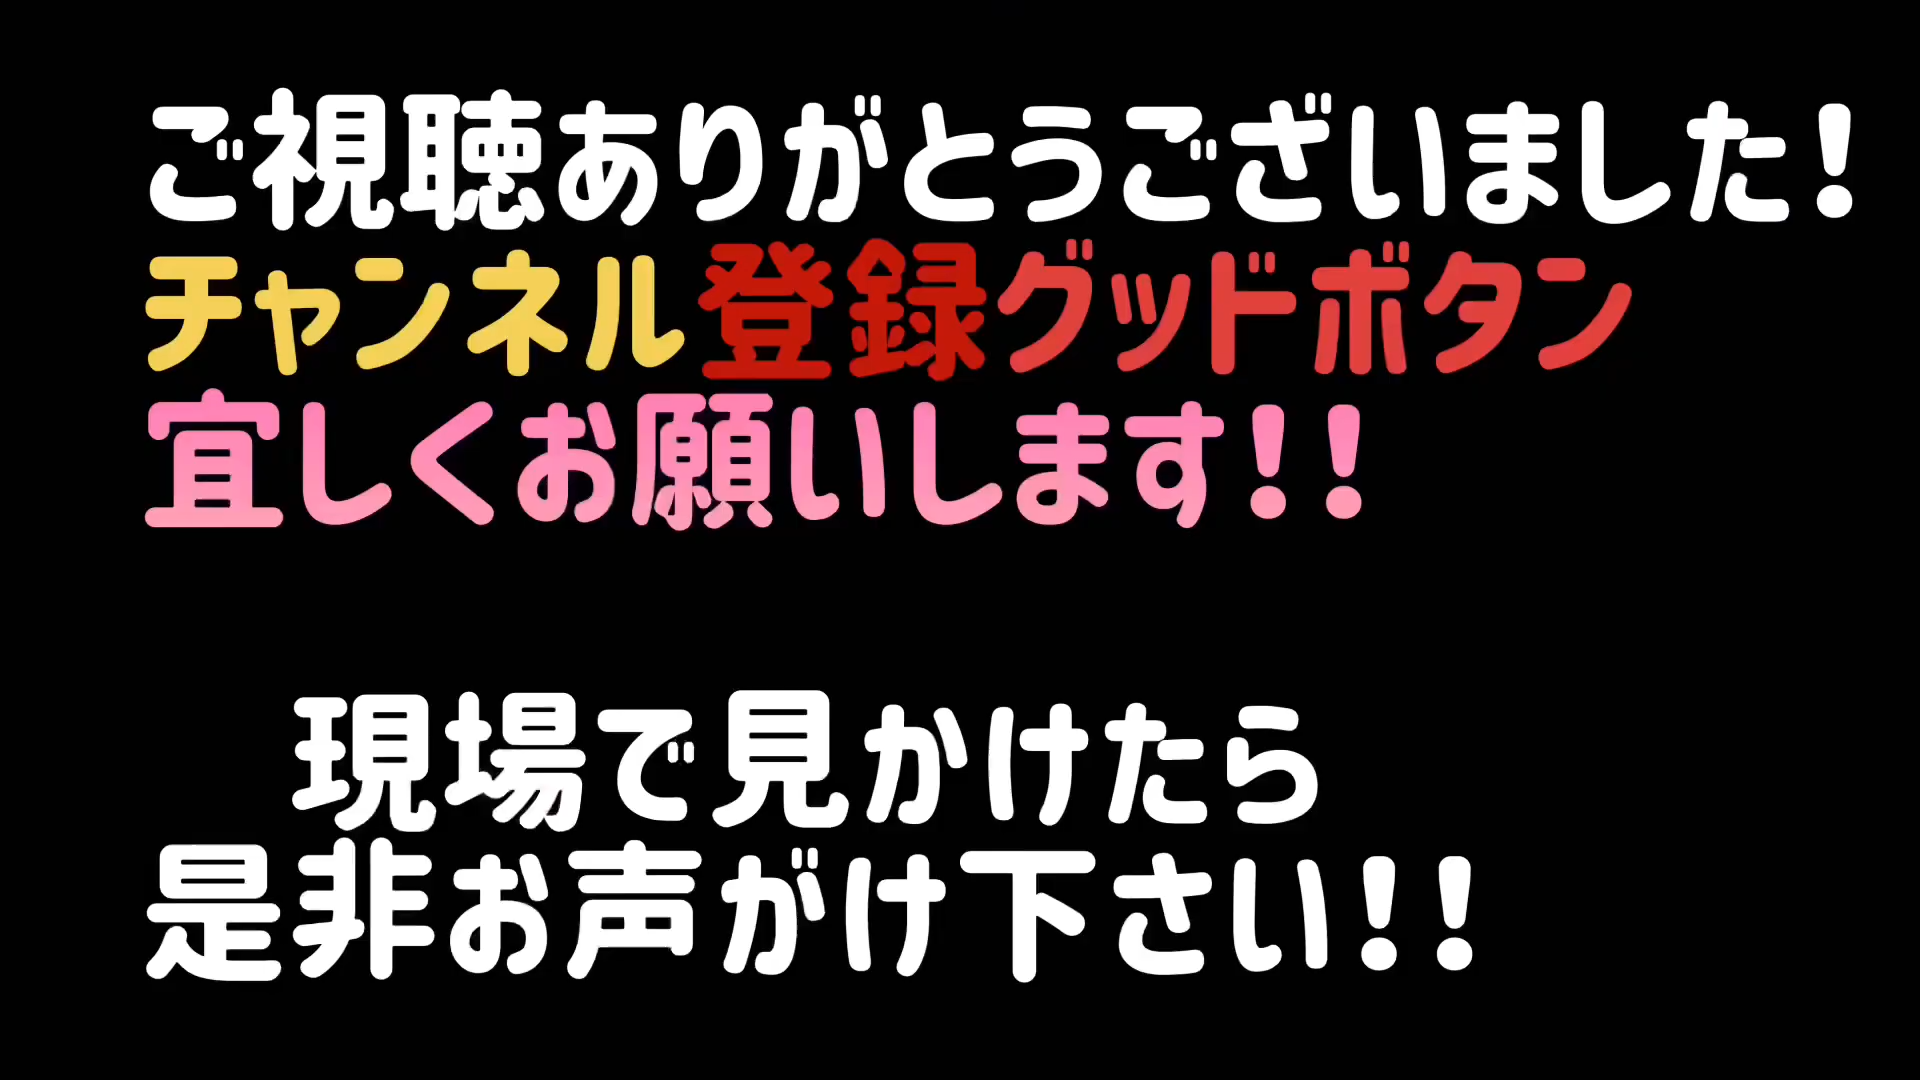 ご視聴ありがとうございました!
チャンネル登録グッドボタン
宜しくお願いします!!
現場で見かけたら
是非お声がけ下さい!!